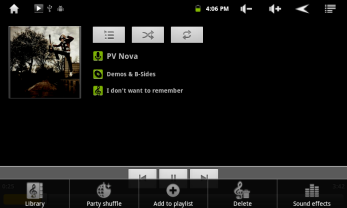 4:06 PM
PV Nova
Demos & B-Sides
I don't want to remember
Library
Party shuffle
Add to playlist
Delete
Sound effects